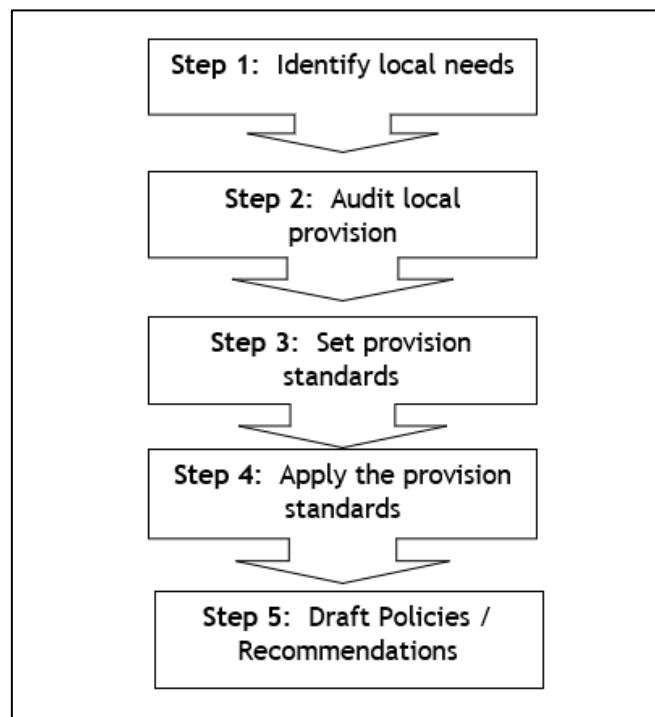 Step 1: Identify local needs
Step 2: Audit local
provision
Step 3: Set provision
standards
Step 4: Apply the provision
standards
Step 5: Draft Policies /
Recommendations